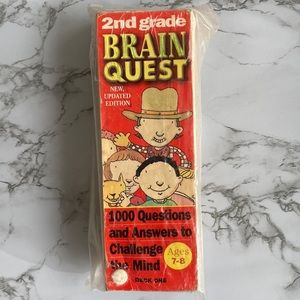 2nd grade
BRAIN
QUEST
NEW,
UPDATED
EDITION
1000 Questions
and Answers to
Challenge
the Mind
Ages
7-8
DECK ONE